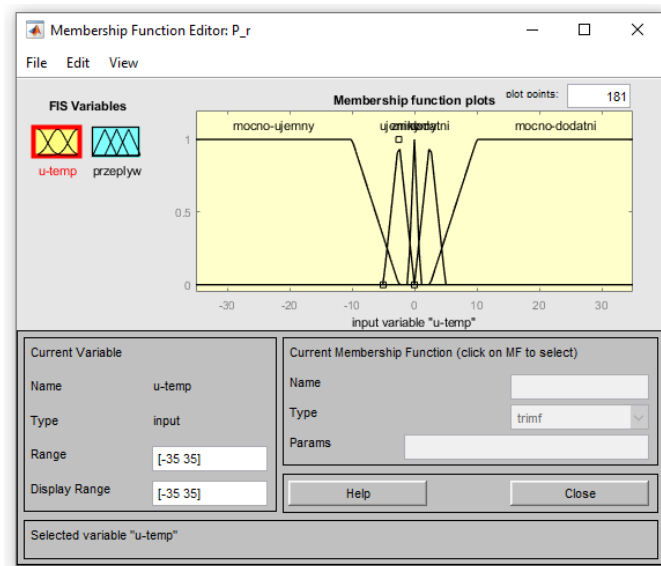 Membership Function Editor: P_r
File Edit View
FIS Variables
u-temp przeplyw
Membership function plots plot points: 181
mocno-ujemny ujemny dodatni mocno-dodatni
1
0.5
0
-30 -20 -10 0 10 20 30
input variable "u-temp"
Current Variable
Name u-temp
Type input
Range [-35 35]
Display Range [-35 35]
Current Membership Function (click on MF to select)
Name
Type trimf
Params
Help Close
Selected variable "u-temp"